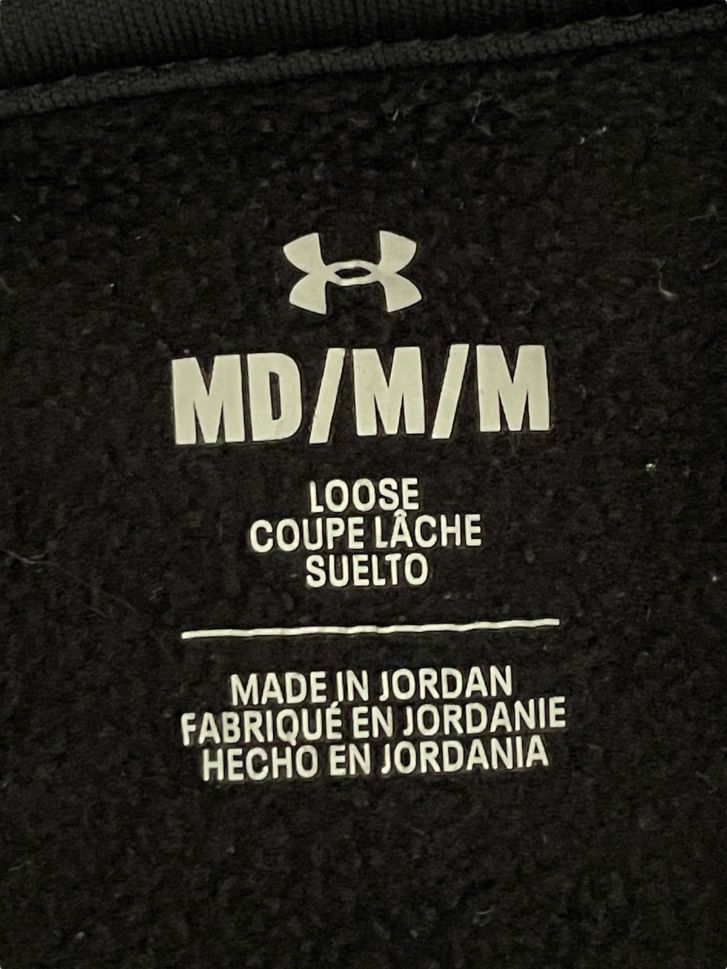 MD/M/M
LOOSE
COUPE LÂCHE
SUELTO
MADE IN JORDAN
FABRIQUÉ EN JORDANIE
HECHO EN JORDANIA